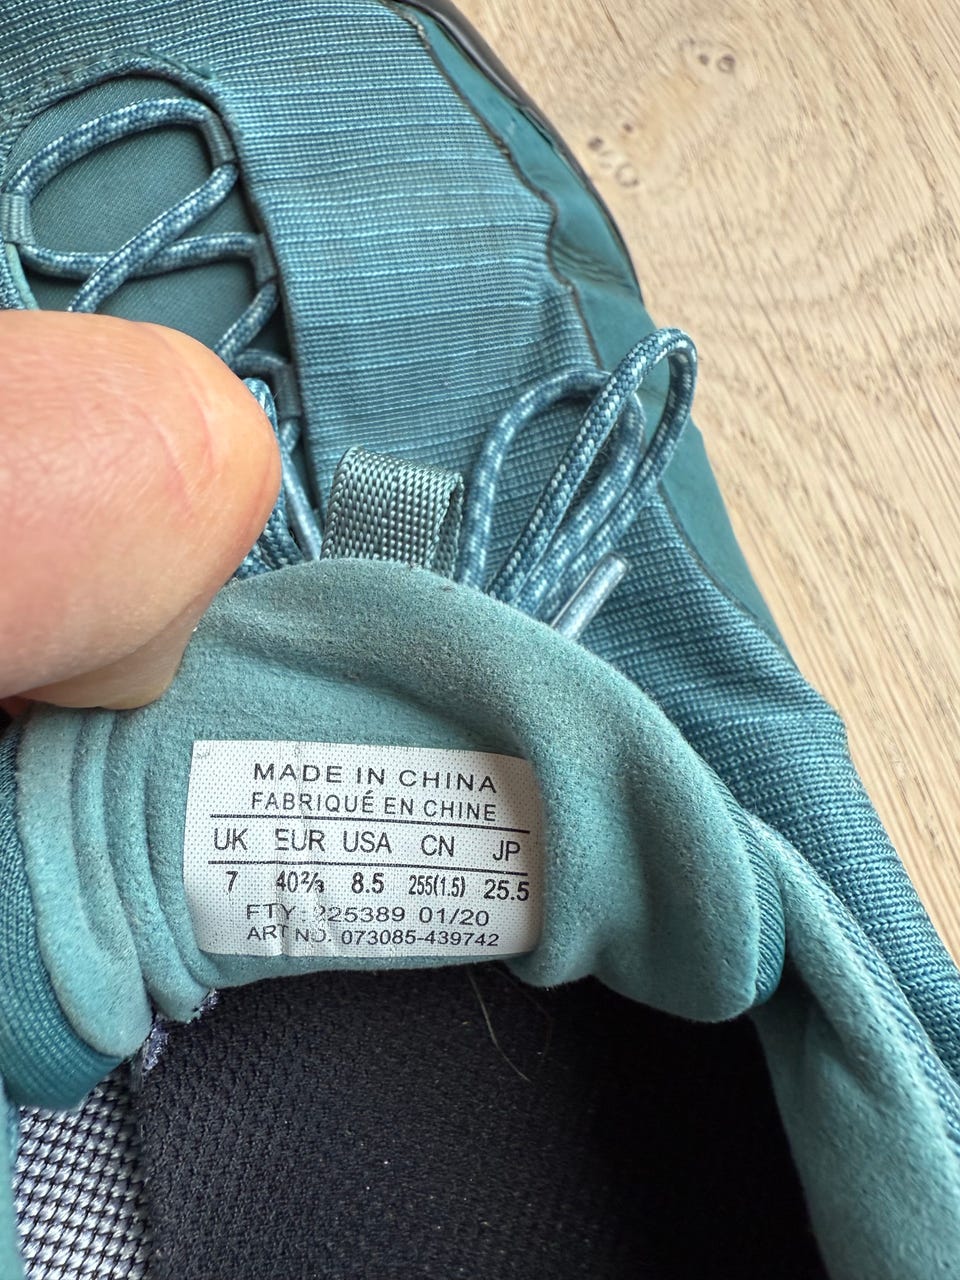 MADE IN CHINA
FABRIQUÉ EN CHINE
UK EUR USA CN JP
7 40⅔ 8.5 255(1.5) 25.5
FTY: 225389 01/20
ART NO. 073085-439742